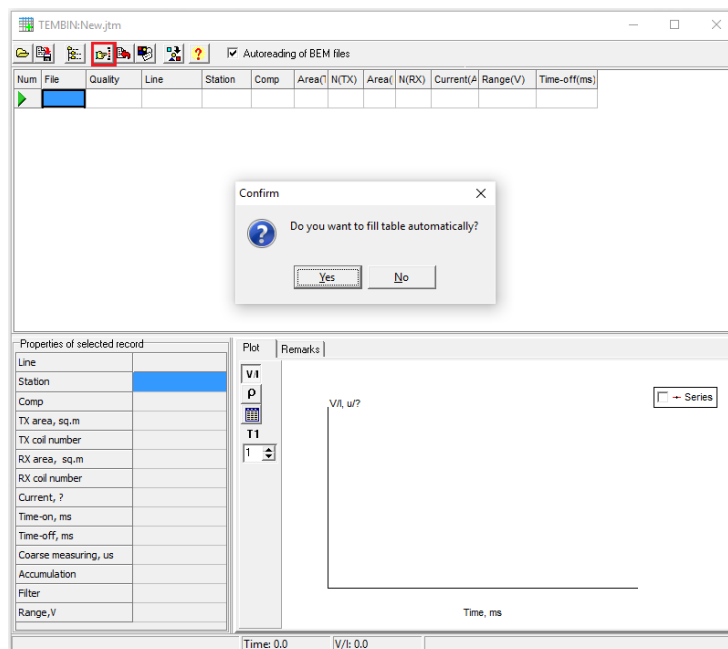 TEMBIN:New.jtm
? Autoreading of BEM files
Num File Quality Line Station Comp Area(T N(TX) Area( N(RX) Current(A Range(V) Time-off(ms)
Confirm
Do you want to fill table automatically?
Yes No
Properties of selected record
Line
Station
Comp
TX area, sq.m
TX coil number
RX area, sq.m
RX coil number
Current, ?
Time-on, ms
Time-off, ms
Coarse measuring, us
Accumulation
Filter
Range,V
Plot Remarks
V/I
ρ
T1
1
V/I, u/?
Series
Time, ms
Time: 0.0 V/I: 0.0